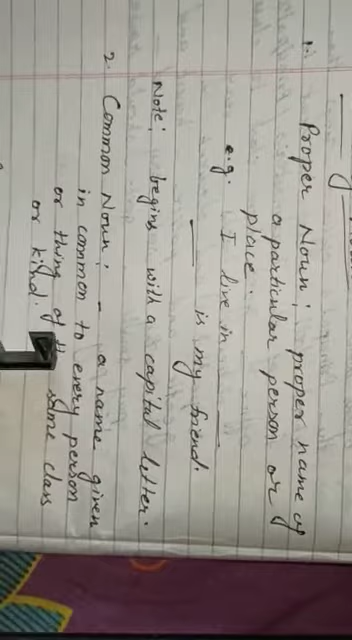 1. Proper Noun: proper name of
a particular person or
place.
e.g. I live in ______
______ is my friend.
Note: begins with a capital letter.
2. Common Noun: - a name given
in common to every person
or thing of same class
or kind.